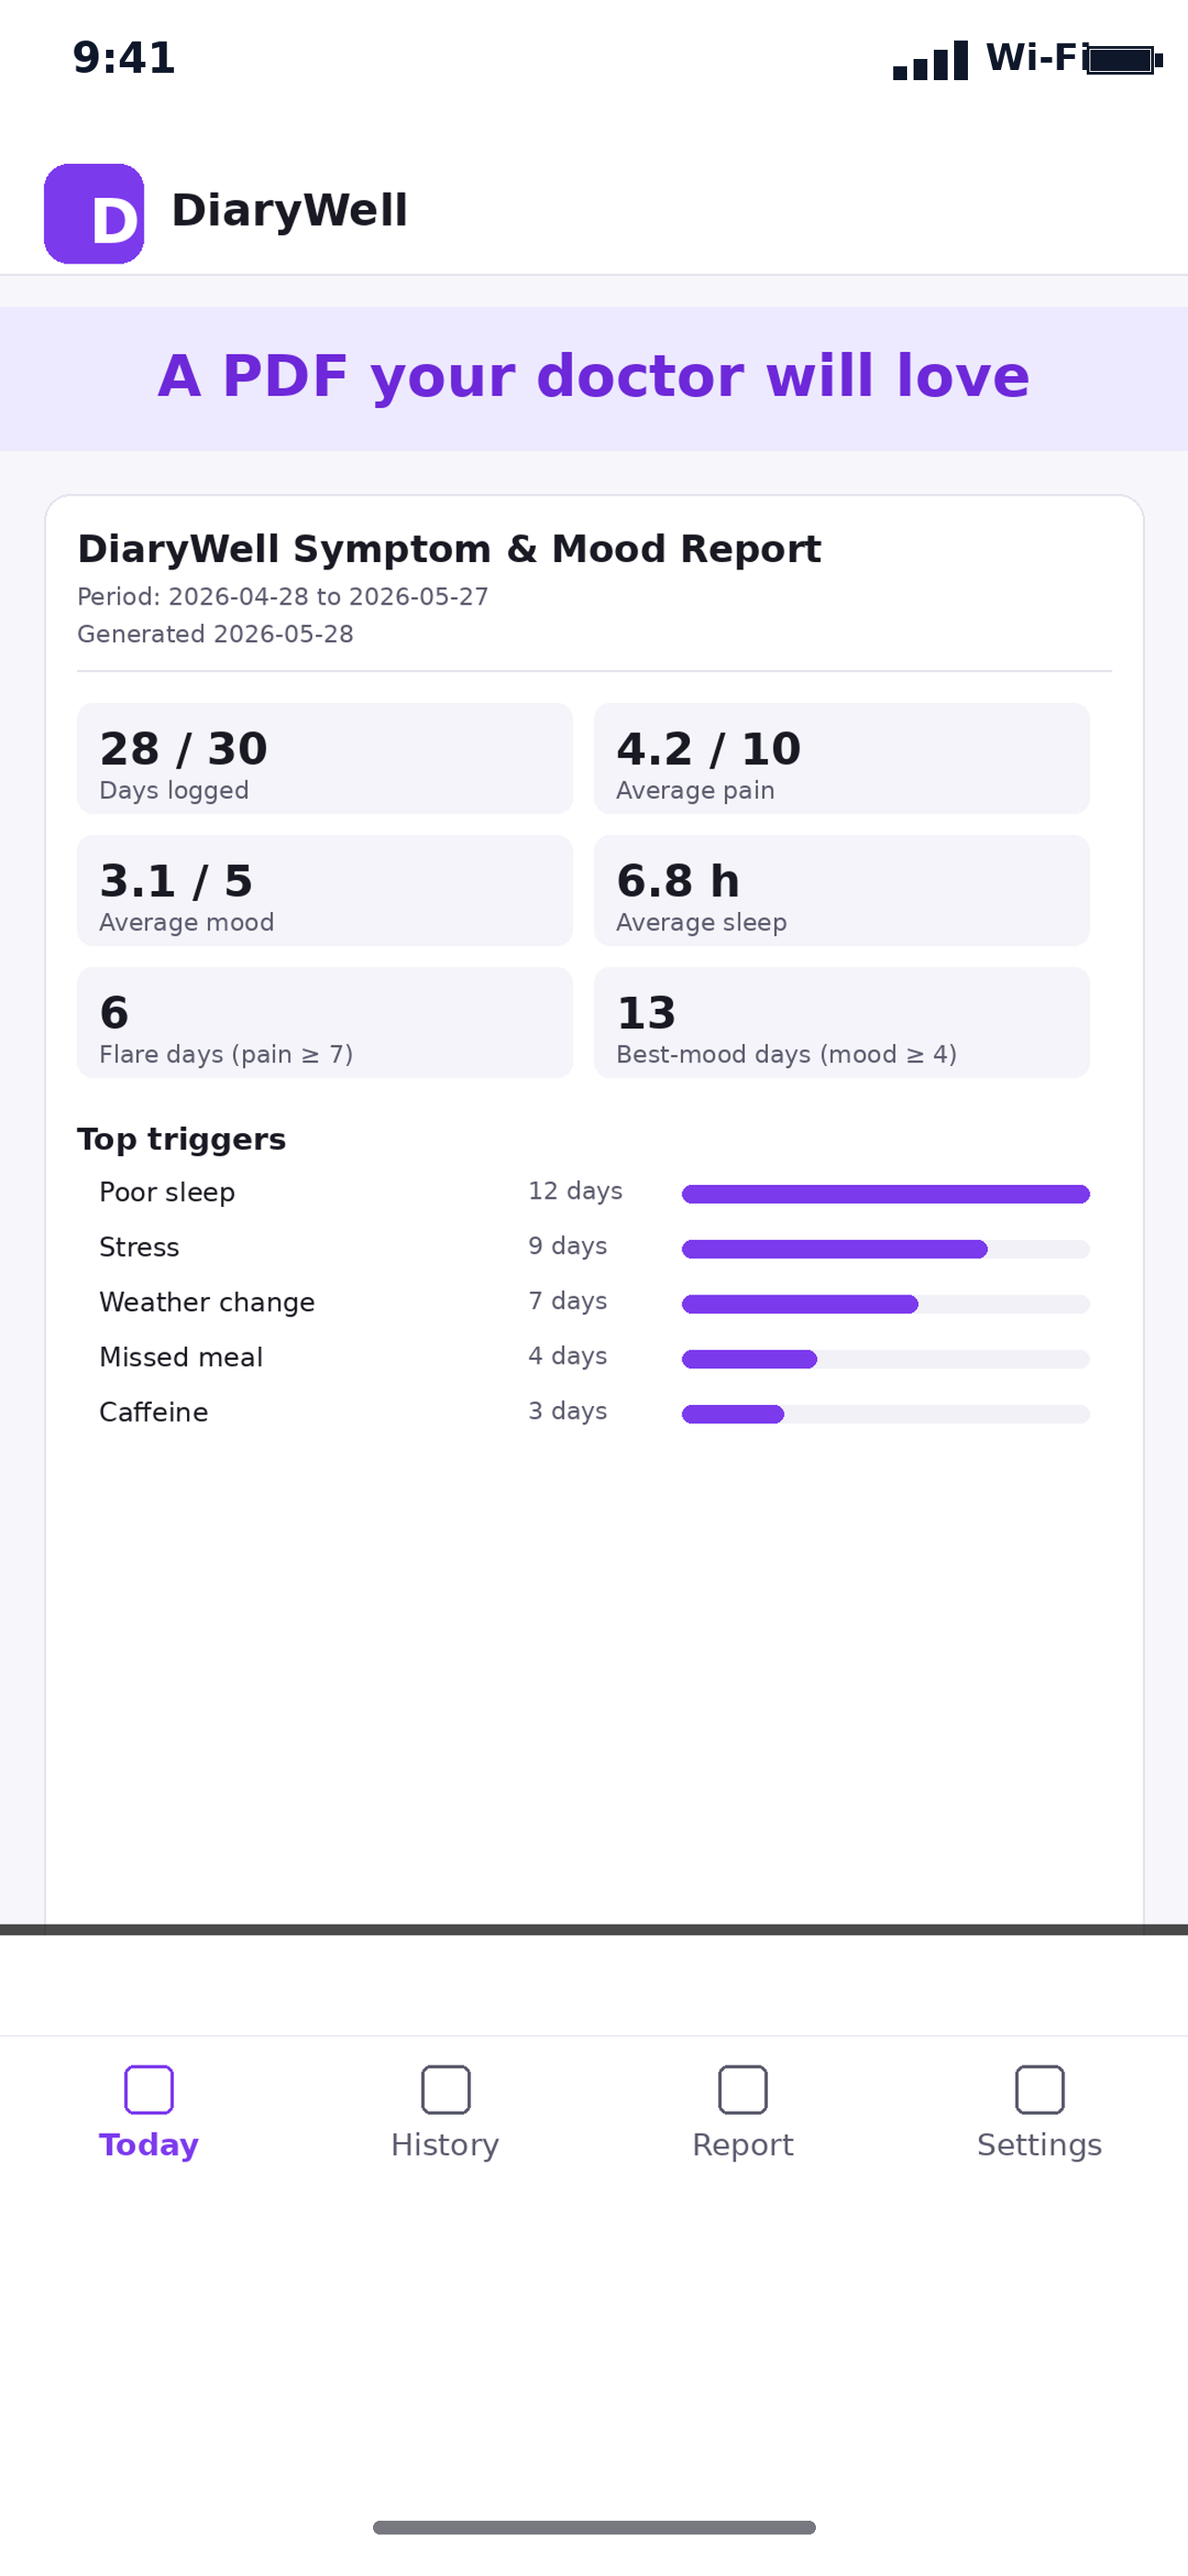 9:41
Wi-Fi
D
DiaryWell
A PDF your doctor will love
DiaryWell Symptom & Mood Report
Period: 2026-04-28 to 2026-05-27
Generated 2026-05-28
28 / 30
Days logged
4.2 / 10
Average pain
3.1 / 5
Average mood
6.8 h
Average sleep
6
Flare days (pain ≥ 7)
13
Best-mood days (mood ≥ 4)
Top triggers
Poor sleep 12 days
Stress 9 days
Weather change 7 days
Missed meal 4 days
Caffeine 3 days
Today
History
Report
Settings